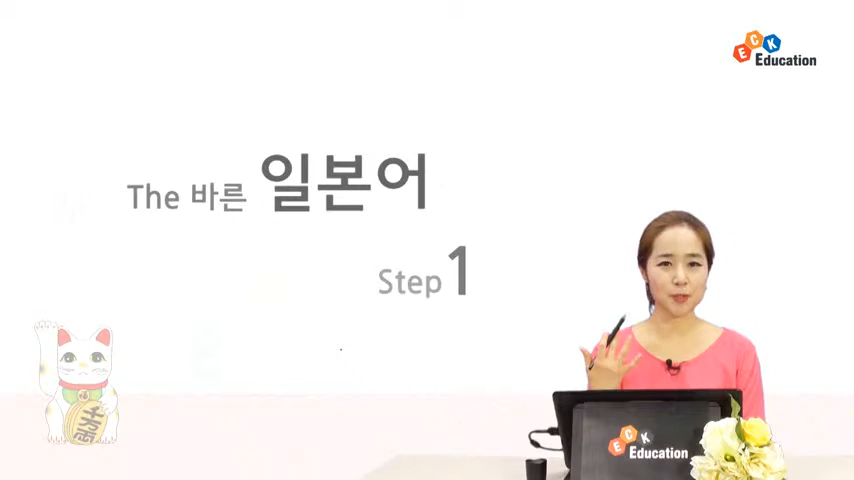 ECK
Education
The 바른 일본어
Step 1
ECK
Education